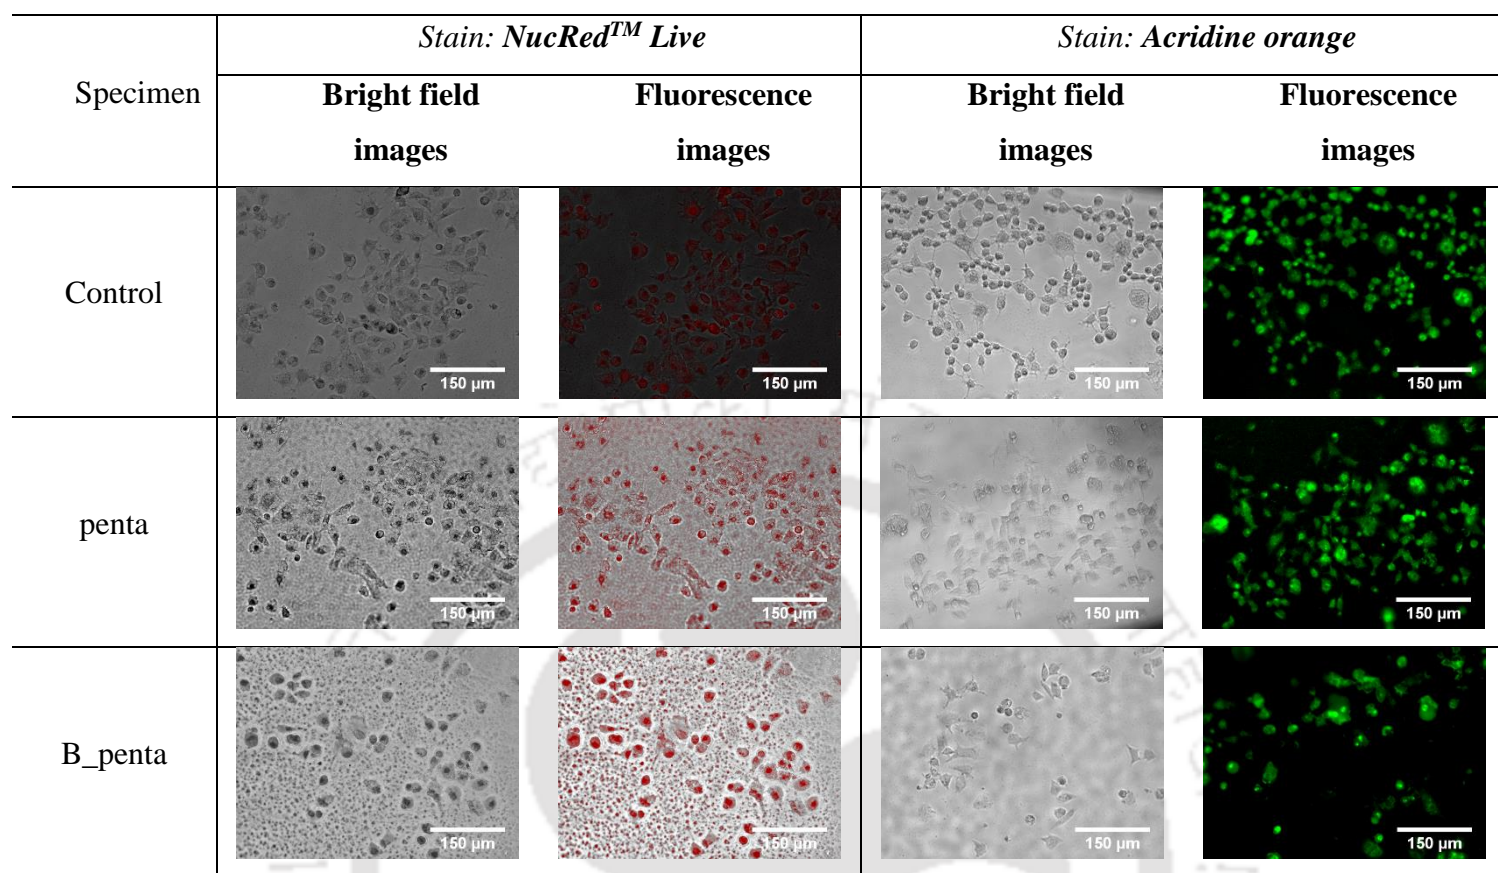 Specimen
Stain: NucRed™ Live
Stain: Acridine orange
Bright field images
Fluorescence images
Bright field images
Fluorescence images
Control
150 µm
150 µm
150 µm
150 µm
penta
150 µm
150 µm
150 µm
150 µm
B_penta
150 µm
150 µm
150 µm
150 µm